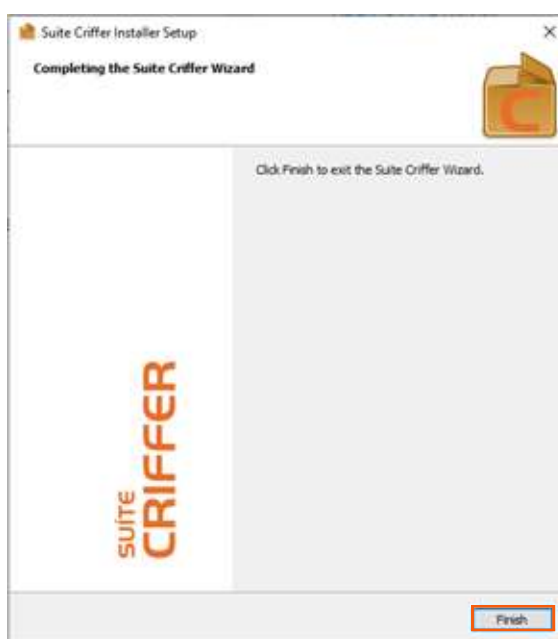 Suite Criffer Installer Setup
Completing the Suite Criffer Wizard
C
Click Finish to exit the Suite Criffer Wizard.
SUÍTE
CRIFFER
Finish